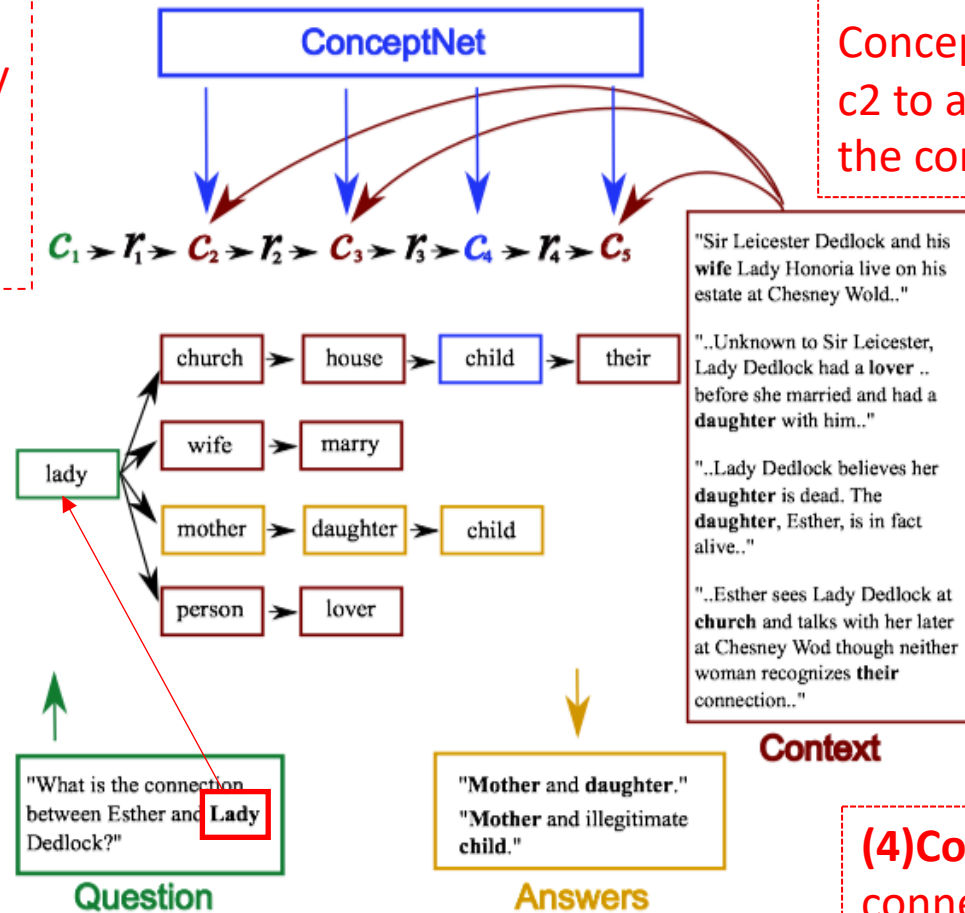 ConceptNet
c2 to a
the con
c₁ → r₁ → c₂ → r₂ → c₃ → r₃ → c₄ → r₄ → c₅
"Sir Leicester Dedlock and his
wife Lady Honoria live on his
estate at Chesney Wold.."
"..Unknown to Sir Leicester,
Lady Dedlock had a lover ..
before she married and had a
daughter with him.."
"..Lady Dedlock believes her
daughter is dead. The
daughter, Esther, is in fact
alive.."
"..Esther sees Lady Dedlock at
church and talks with her later
at Chesney Wod though neither
woman recognizes their
connection.."
Context
church → house → child → their
wife → marry
lady
mother → daughter → child
person → lover
"What is the connection
between Esther and Lady
Dedlock?"
Question
"Mother and daughter."
"Mother and illegitimate
child."
Answers
(4)Co
conne